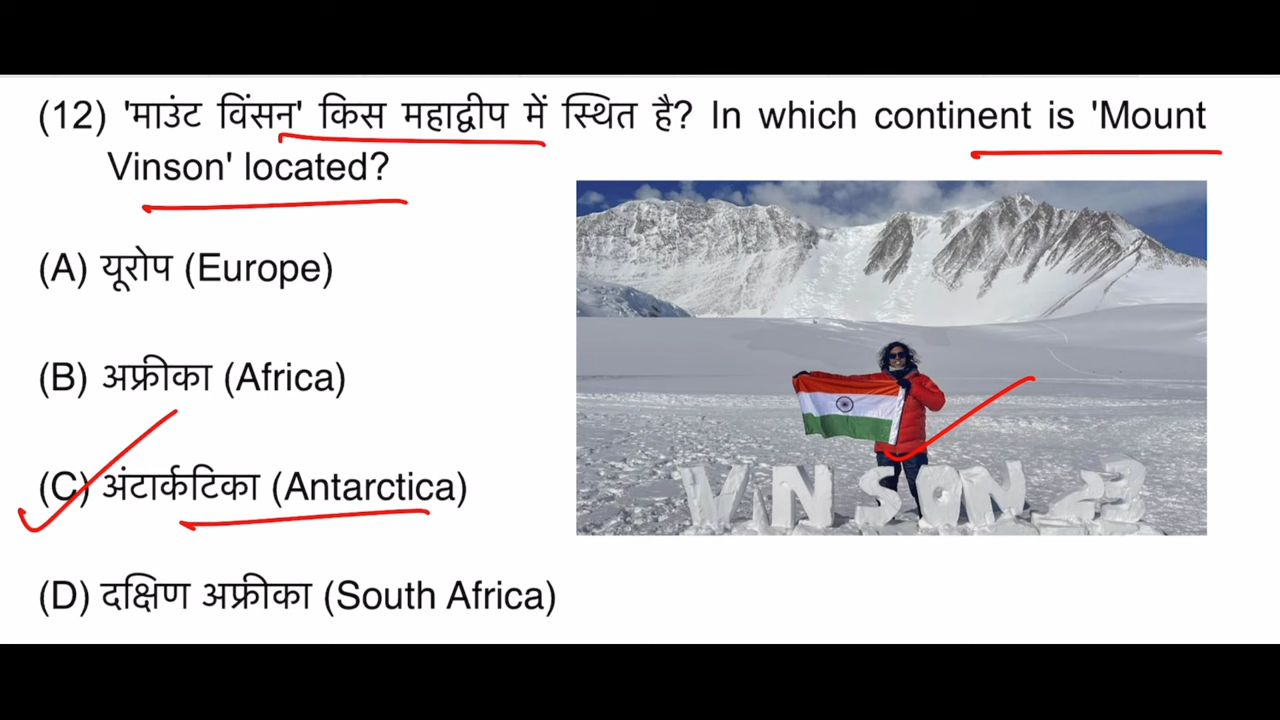 (12) 'माउंट विंसन' किस महाद्वीप में स्थित है? In which continent is 'Mount
Vinson' located?
(A) यूरोप (Europe)
(B) अफ्रीका (Africa)
(C) अंटार्कटिका (Antarctica)
(D) दक्षिण अफ्रीका (South Africa)
VINSON 23